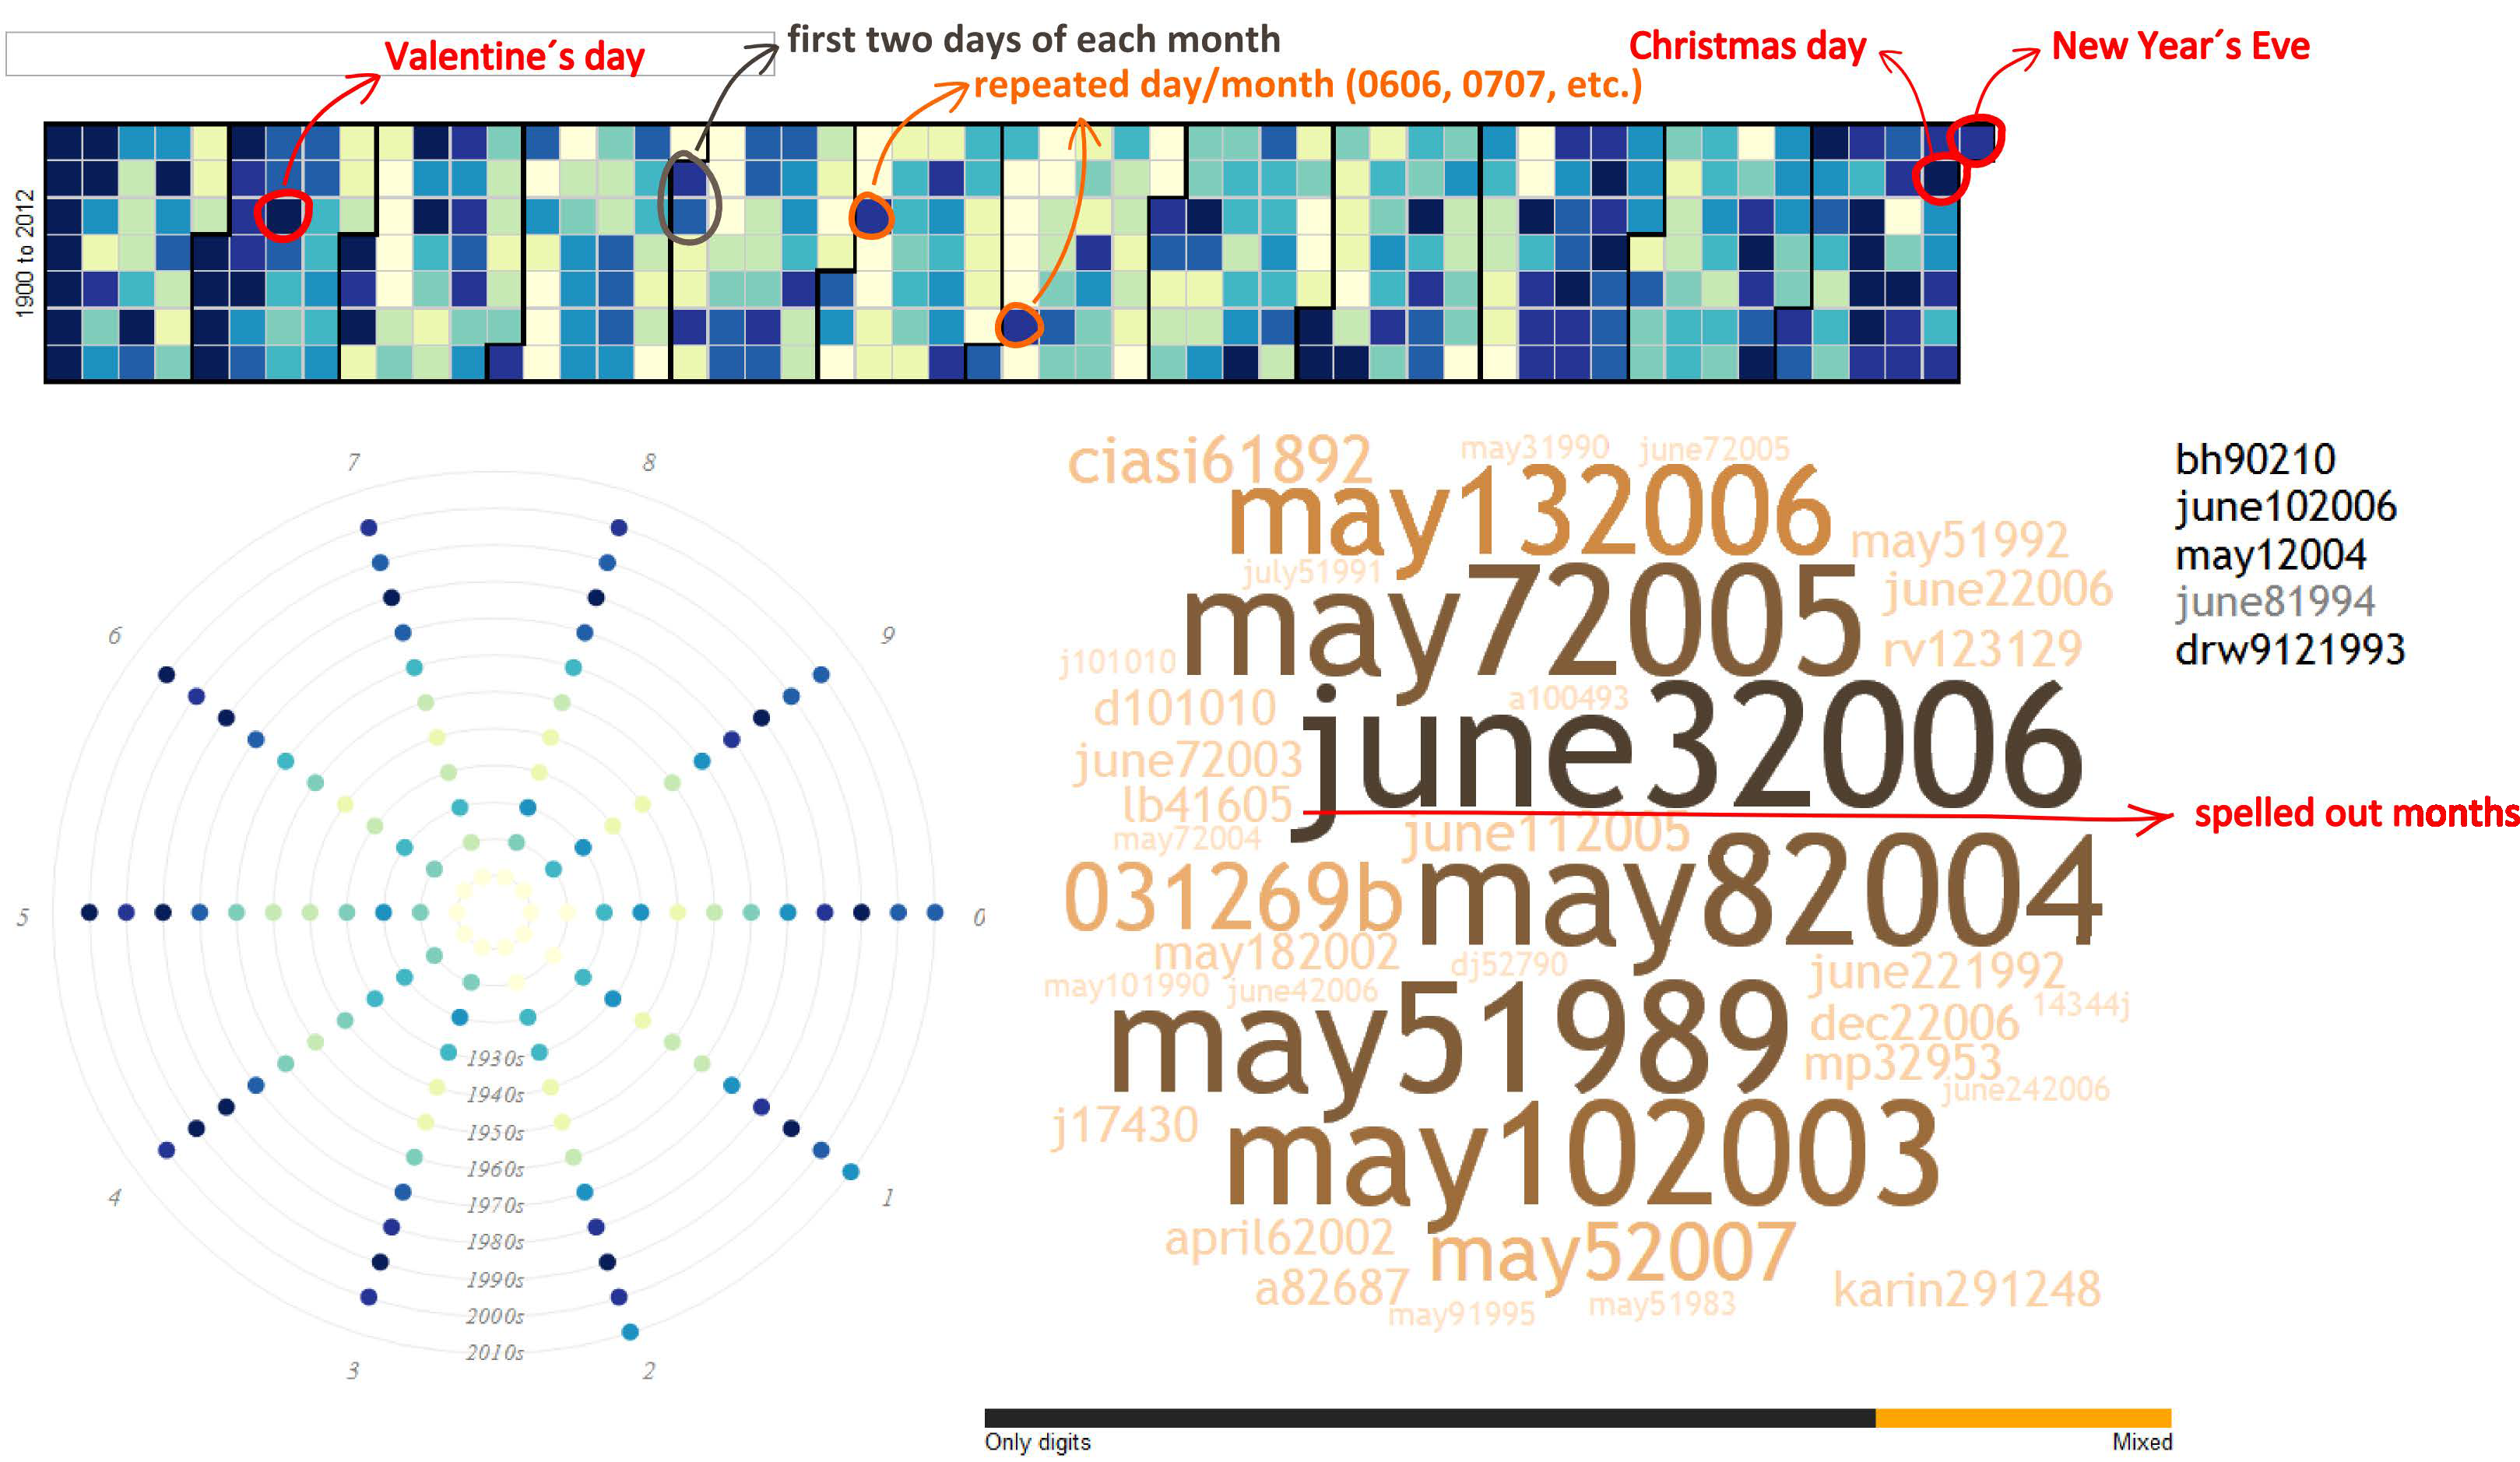 Valentine´s day
first two days of each month
repeated day/month (0606, 0707, etc.)
Christmas day
New Year´s Eve
1900 to 2012
7
8
6
9
5
0
4
1
3
2
1930s
1940s
1950s
1960s
1970s
1980s
1990s
2000s
2010s
ciasi61892
may31990
june72005
may132006
may51992
july51991
may72005
june22006
j101010
rv123129
d101010
a100493
june32006
june72003
lb41605
may72004
june112005
031269b
may82004
may182002
dj52790
june221992
may101990
june42006
may51989
14344j
dec22006
mp32953
june242006
j17430
may102003
april62002
may52007
a82687
may91995
may51983
karin291248
bh90210
june102006
may12004
june81994
drw9121993
spelled out months
Only digits
Mixed